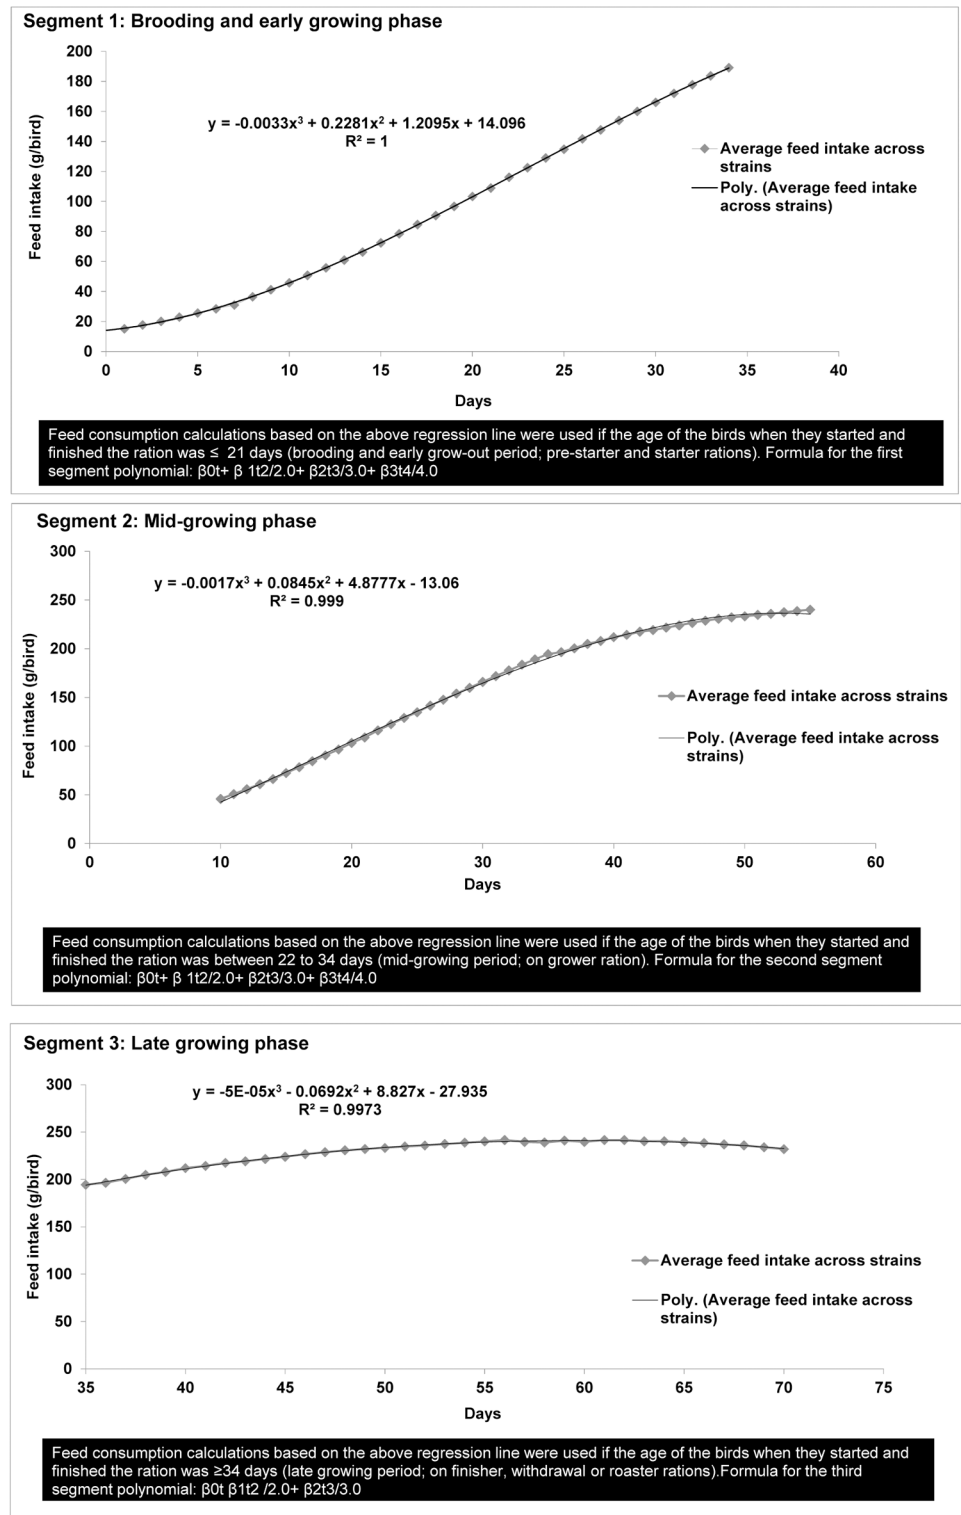 Segment 1: Brooding and early growing phase
200
180
160
140
120
100
80
60
40
20
0
Feed intake (g/bird)
y = -0.0033x³ + 0.2281x² + 1.2095x + 14.096
R² = 1
Average feed intake across
strains
Poly. (Average feed intake
across strains)
0 5 10 15 20 25 30 35 40
Days
Feed consumption calculations based on the above regression line were used if the age of the birds when they started and
finished the ration was ≤ 21 days (brooding and early grow-out period; pre-starter and starter rations). Formula for the first
segment polynomial: β0t+ β 1t2/2.0+ β2t3/3.0+ β3t4/4.0
Segment 2: Mid-growing phase
300
250
200
150
100
50
0
Feed intake (g/bird)
y = -0.0017x³ + 0.0845x² + 4.8777x - 13.06
R² = 0.999
Average feed intake across strains
Poly. (Average feed intake across
strains)
0 10 20 30 40 50 60
Days
Feed consumption calculations based on the above regression line were used if the age of the birds when they started and
finished the ration was between 22 to 34 days (mid-growing period; on grower ration). Formula for the second segment
polynomial: β0t+ β 1t2/2.0+ β2t3/3.0+ β3t4/4.0
Segment 3: Late growing phase
300
250
200
150
100
50
0
Feed intake (g/bird)
y = -5E-05x³ - 0.0692x² + 8.827x - 27.935
R² = 0.9973
Average feed intake across strains
Poly. (Average feed intake across
strains)
35 40 45 50 55 60 65 70 75
Days
Feed consumption calculations based on the above regression line were used if the age of the birds when they started and
finished the ration was ≥34 days (late growing period; on finisher, withdrawal or roaster rations).Formula for the third
segment polynomial: β0t β1t2 /2.0+ β2t3/3.0